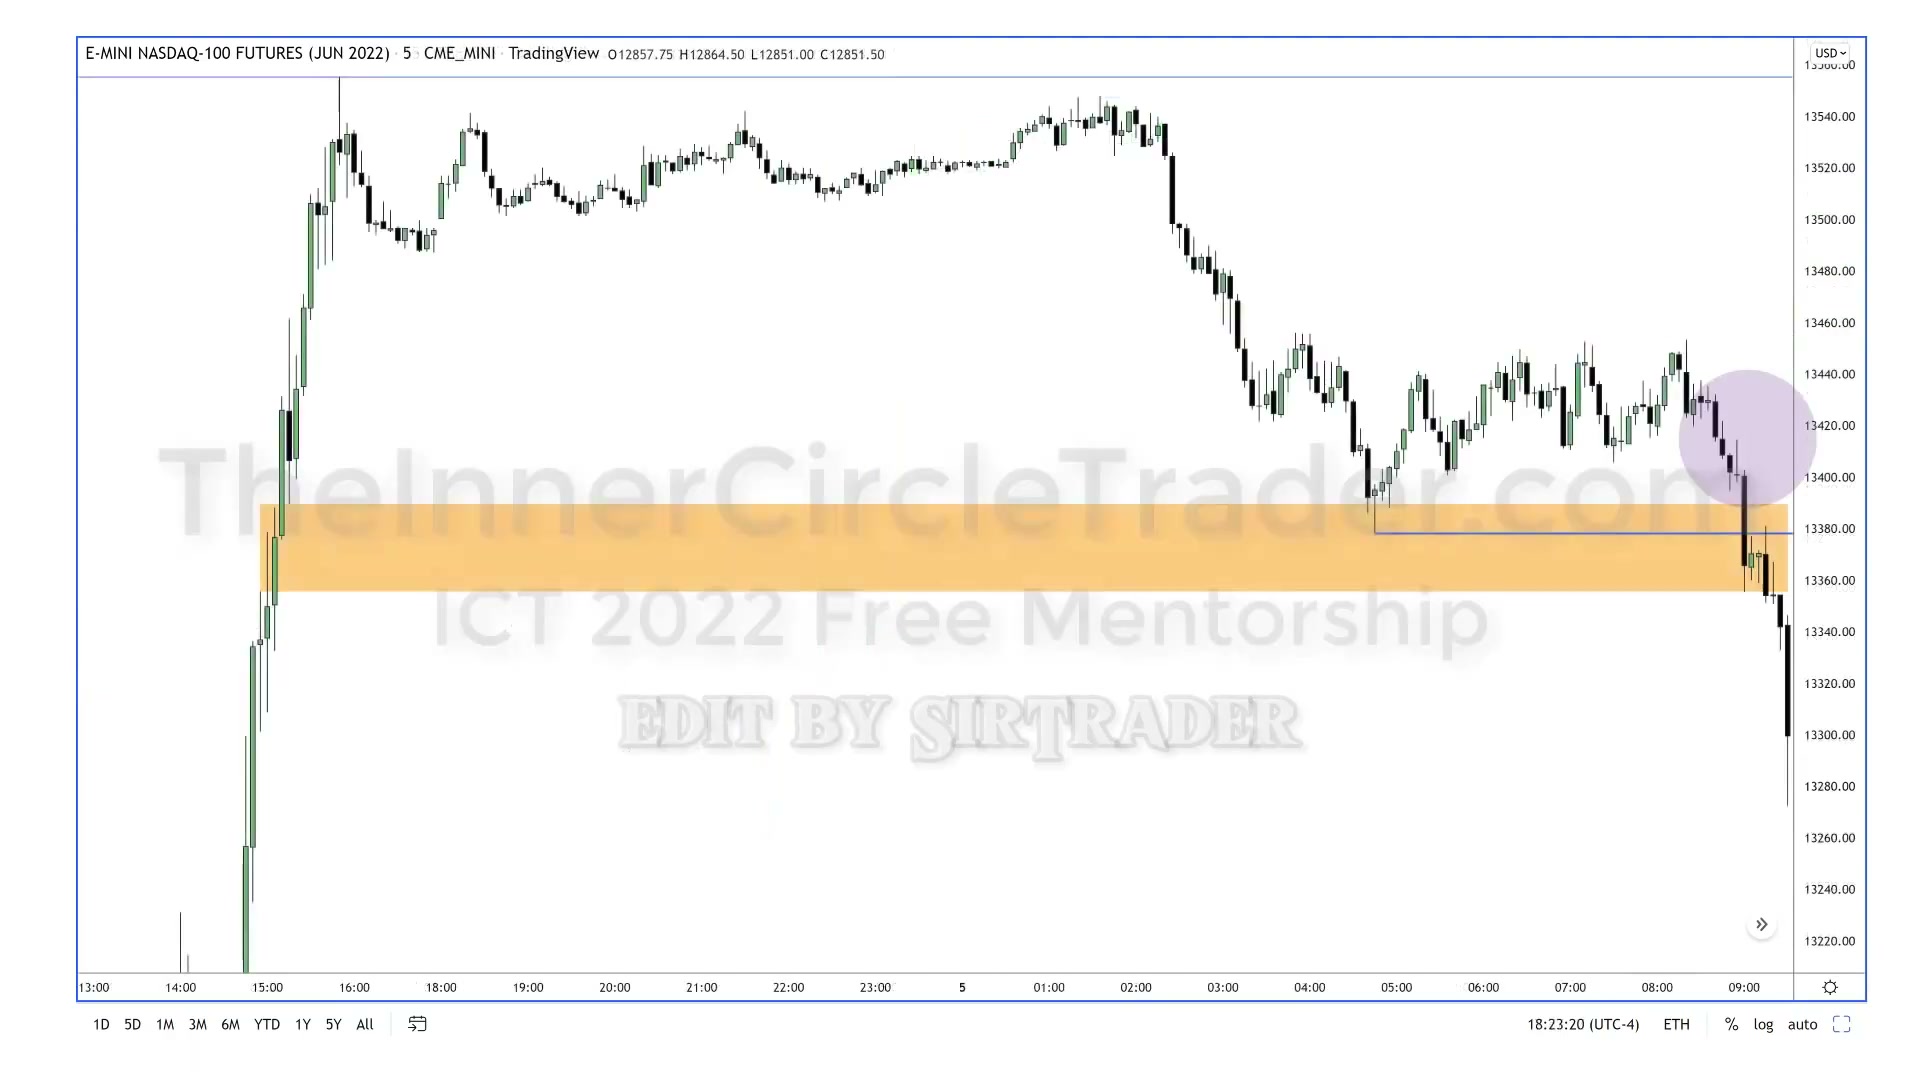 E-MINI NASDAQ-100 FUTURES (JUN 2022) · 5 · CME_MINI · TradingView O12857.75 H12864.50 L12851.00 C12851.50
USD
13560.00
13540.00
13520.00
13500.00
13480.00
13460.00
13440.00
13420.00
13400.00
13380.00
13360.00
13340.00
13320.00
13300.00
13280.00
13260.00
13240.00
13220.00
TheInnerCircleTrader.com
ICT 2022 Free Mentorship
EDIT BY SIRTRADER
13:00 14:00 15:00 16:00 18:00 19:00 20:00 21:00 22:00 23:00 5 01:00 02:00 03:00 04:00 05:00 06:00 07:00 08:00 09:00
1D 5D 1M 3M 6M YTD 1Y 5Y All 18:23:20 (UTC-4) ETH % log auto